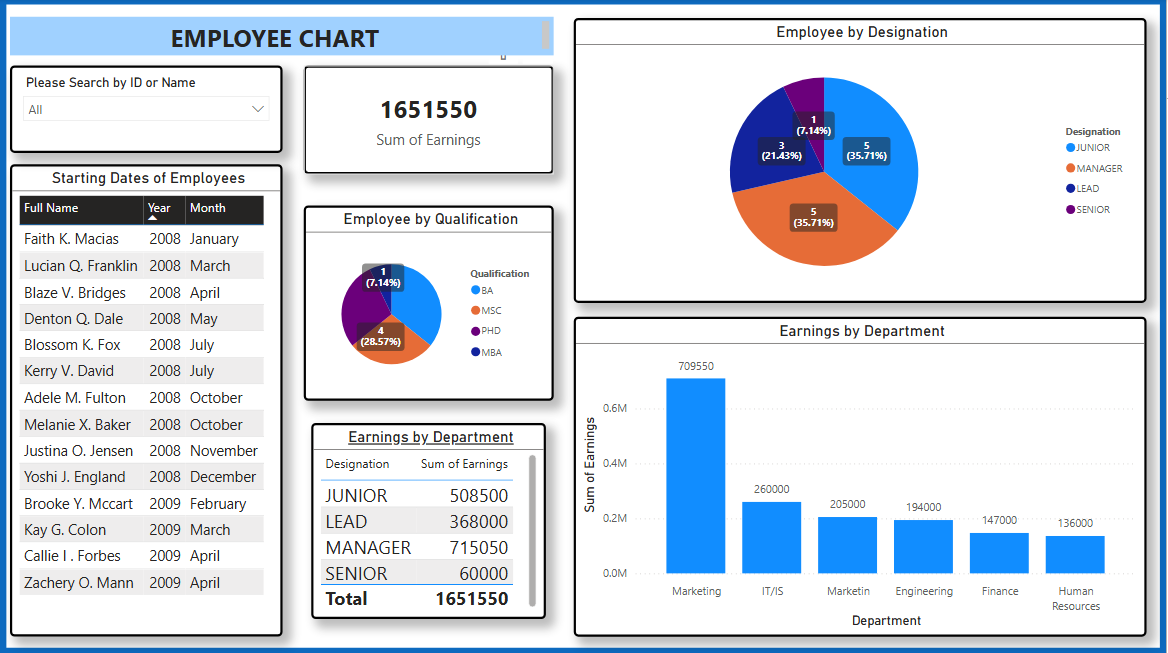 EMPLOYEE CHART
Please Search by ID or Name
All
Starting Dates of Employees
Full Name Year Month
Faith K. Macias 2008 January
Lucian Q. Franklin 2008 March
Blaze V. Bridges 2008 April
Denton Q. Dale 2008 May
Blossom K. Fox 2008 July
Kerry V. David 2008 July
Adele M. Fulton 2008 October
Melanie X. Baker 2008 October
Justina O. Jensen 2008 November
Yoshi J. England 2008 December
Brooke Y. Mccart 2009 February
Kay G. Colon 2009 March
Callie I . Forbes 2009 April
Zachery O. Mann 2009 April
1651550
Sum of Earnings
Employee by Qualification
1
(7.14%)
4
(28.57%)
Qualification
BA
MSC
PHD
MBA
Earnings by Department
Designation Sum of Earnings
JUNIOR 508500
LEAD 368000
MANAGER 715050
SENIOR 60000
Total 1651550
Employee by Designation
1
(7.14%)
3
(21.43%)
5
(35.71%)
5
(35.71%)
Designation
JUNIOR
MANAGER
LEAD
SENIOR
Earnings by Department
Sum of Earnings
0.6M
0.4M
0.2M
0.0M
709550
260000
205000
194000
147000
136000
Marketing
IT/IS
Marketin
Engineering
Finance
Human
Resources
Department